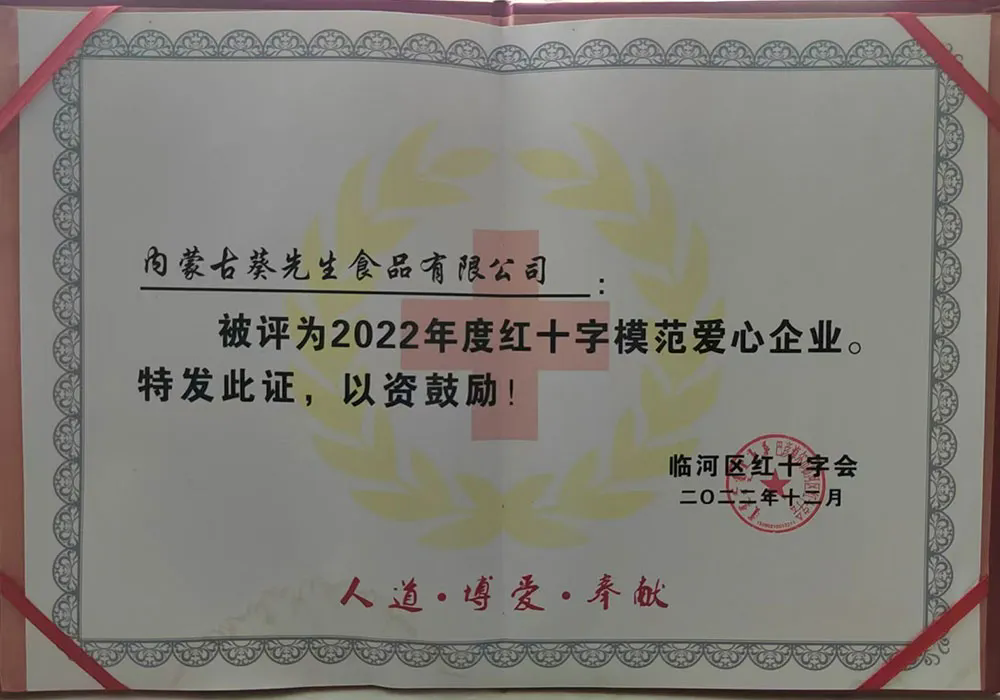 内蒙古葵先生食品有限公司：
被评为2022年度红十字模范爱心企业。
特发此证，以资鼓励！
临河区红十字会
二〇二二年十二月
人道·博爱·奉献